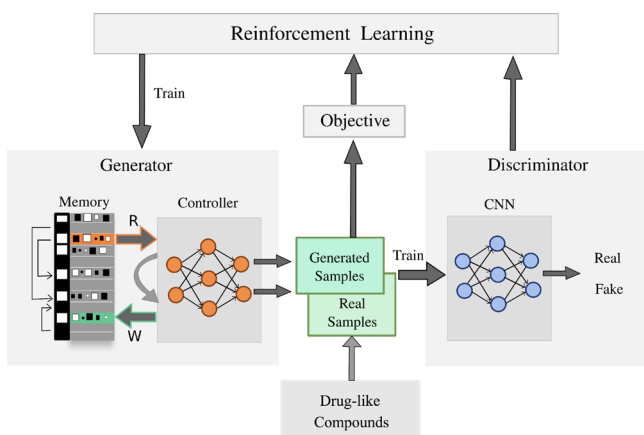 Reinforcement Learning
Train
Objective
Generator
Discriminator
Memory
Controller
CNN
R
Generated
Samples
Train
Real
Fake
Real
Samples
W
Drug-like
Compounds